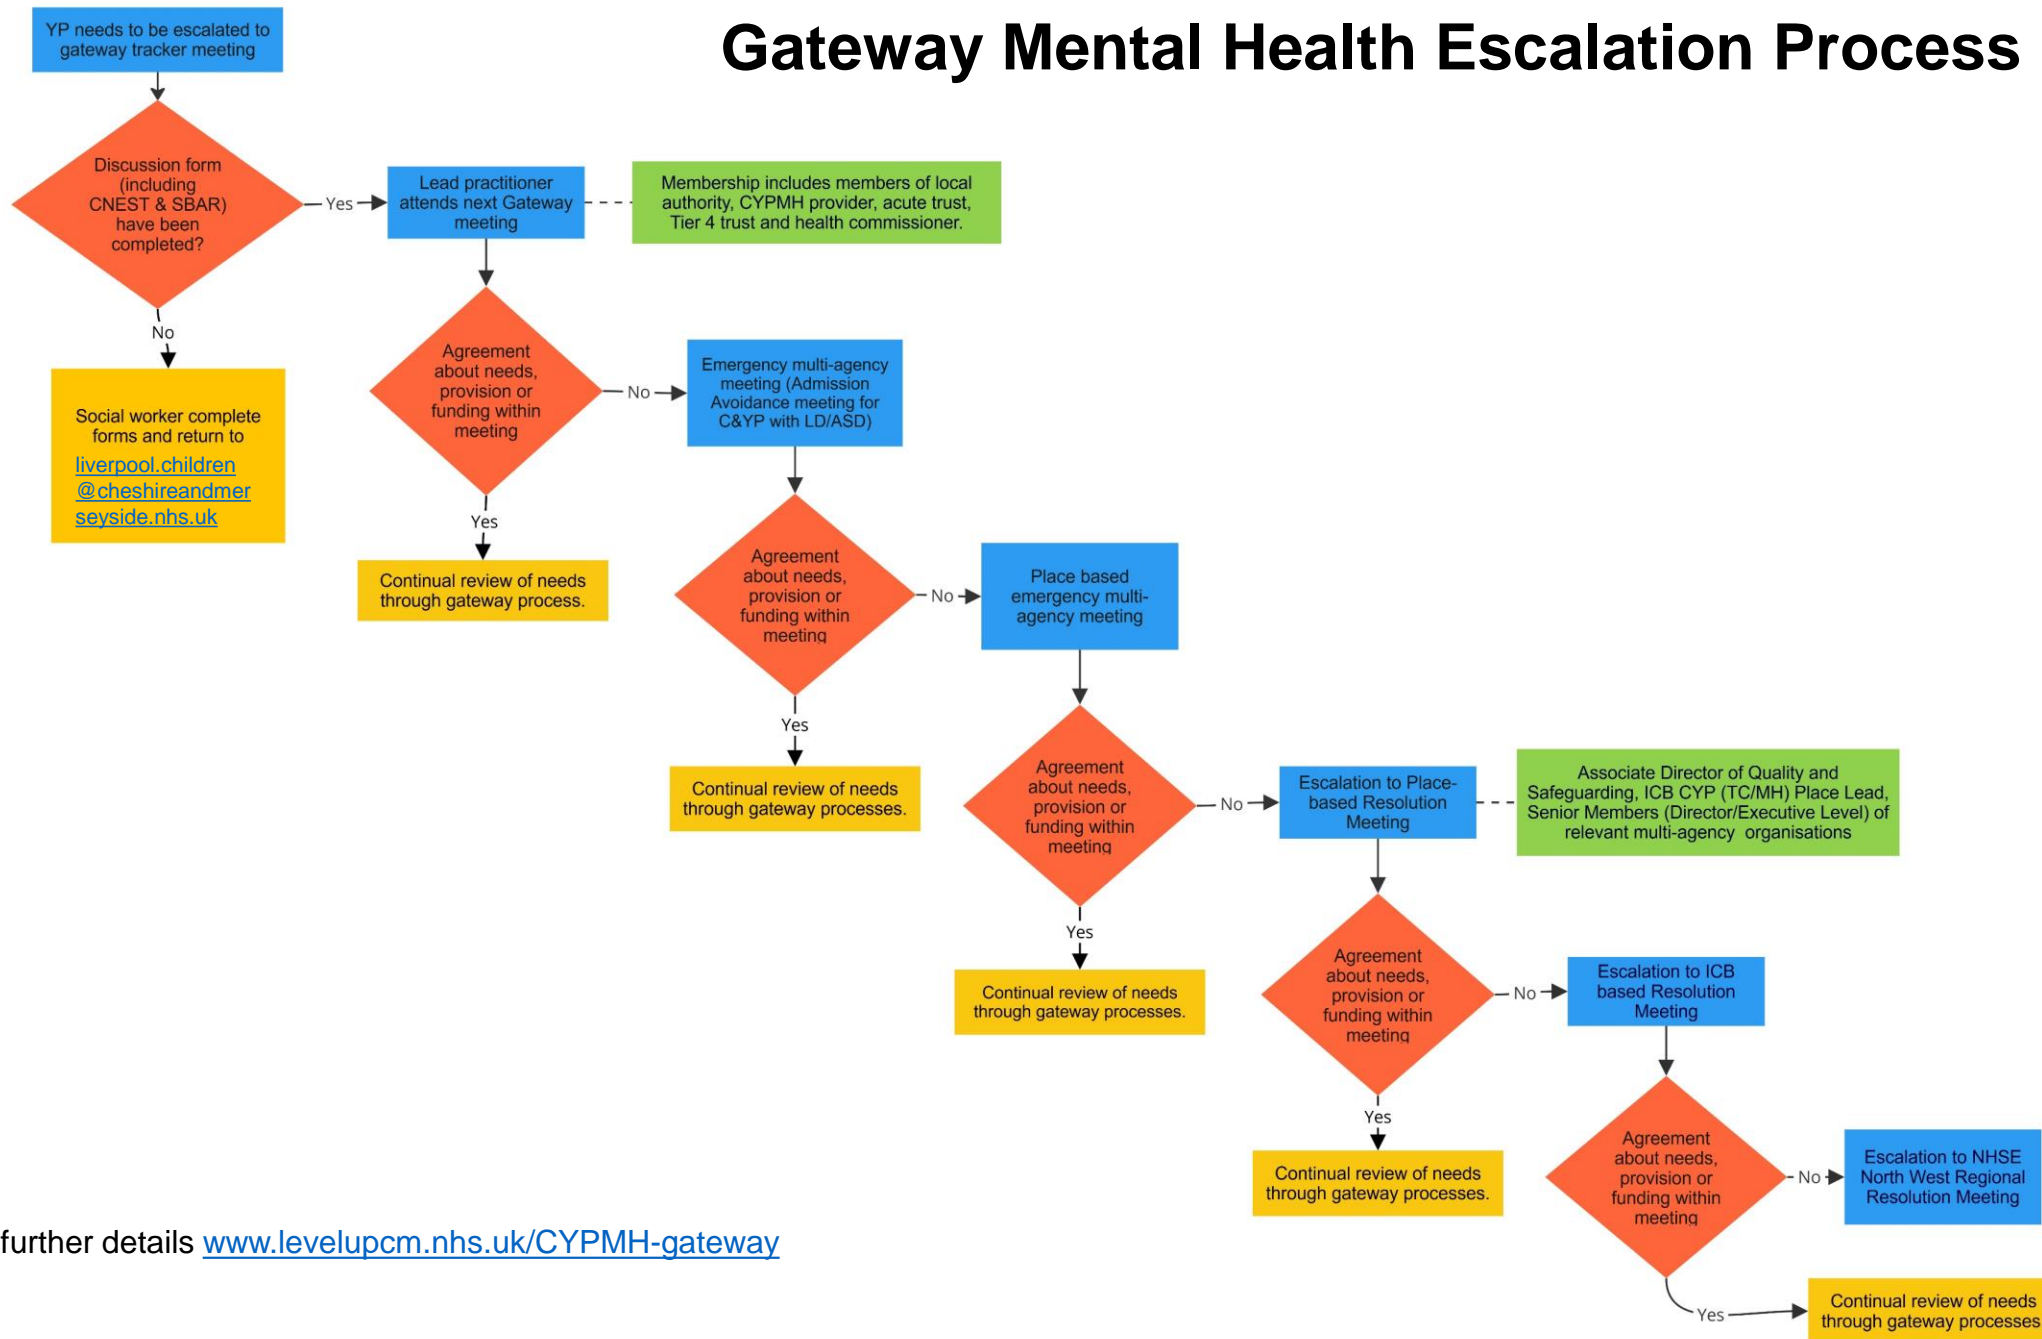 Gateway Mental Health Escalation Process
YP needs to be escalated to
gateway tracker meeting
Discussion form
(including
CNEST & SBAR)
have been
completed?
Yes
Lead practitioner
attends next Gateway
meeting
Membership includes members of local
authority, CYPMH provider, acute trust,
Tier 4 trust and health commissioner.
No
Social worker complete
forms and return to
liverpool.children
@cheshireandmer
seyside.nhs.uk
Agreement
about needs,
provision or
funding within
meeting
No
Emergency multi-agency
meeting (Admission
Avoidance meeting for
C&YP with LD/ASD)
Yes
Continual review of needs
through gateway process.
Agreement
about needs,
provision or
funding within
meeting
No
Place based
emergency multi-
agency meeting
Yes
Continual review of needs
through gateway processes.
Agreement
about needs,
provision or
funding within
meeting
No
Escalation to Place-
based Resolution
Meeting
Associate Director of Quality and
Safeguarding, ICB CYP (TC/MH) Place Lead,
Senior Members (Director/Executive Level) of
relevant multi-agency organisations
Yes
Continual review of needs
through gateway processes.
Agreement
about needs,
provision or
funding within
meeting
No
Escalation to ICB
based Resolution
Meeting
Yes
Continual review of needs
through gateway processes.
Agreement
about needs,
provision or
funding within
meeting
No
Escalation to NHSE
North West Regional
Resolution Meeting
Yes
Continual review of needs
through gateway processes.
further details www.levelupcm.nhs.uk/CYPMH-gateway